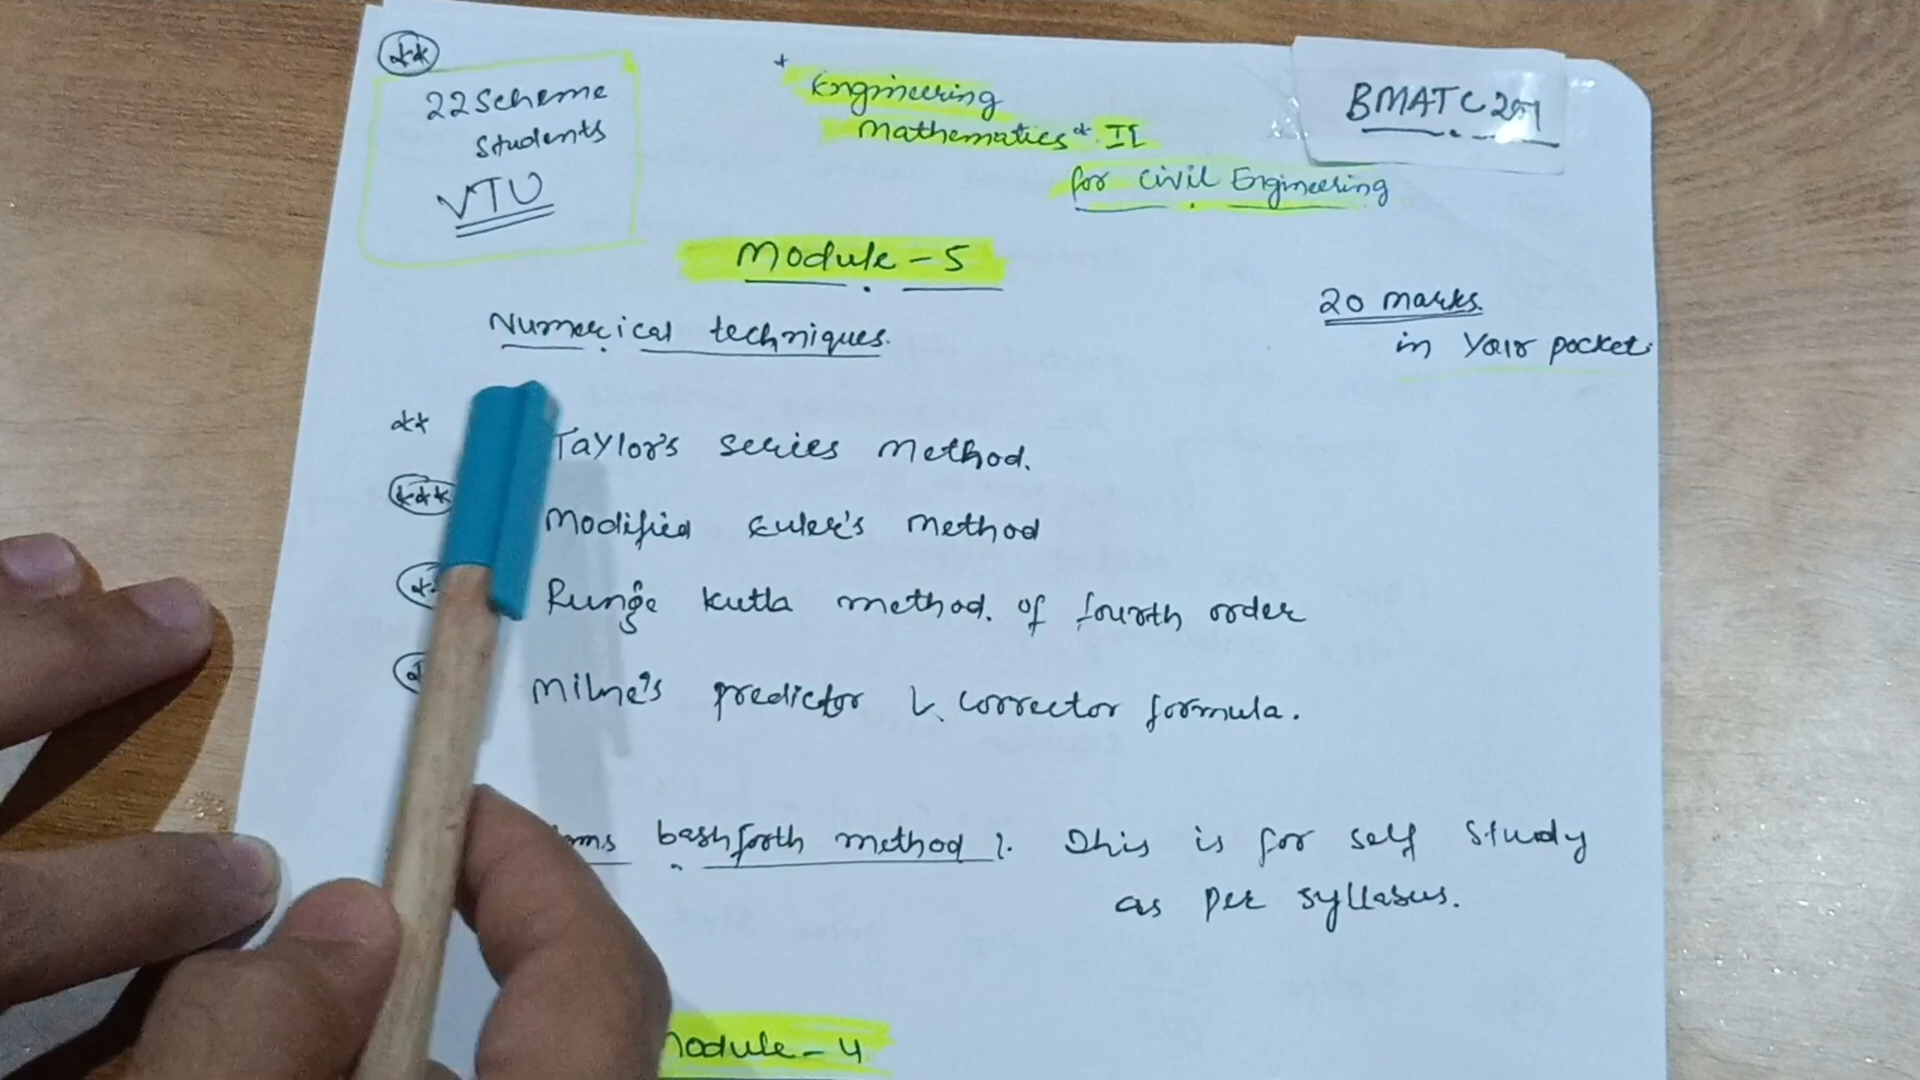 **
22 Scheme
Students
VTU
* Engineering
Mathematics* II
for Civil Engineering
BMATC201
Module - 5
20 marks
in Your pocket.
Numerical techniques.
** Taylor's series method.
*** Modified Euler's method
Runge kutta method. of fourth order
Milne's predictor & corrector formula.
bashforth method }. This is for self study
as per syllabus.
Module - 4